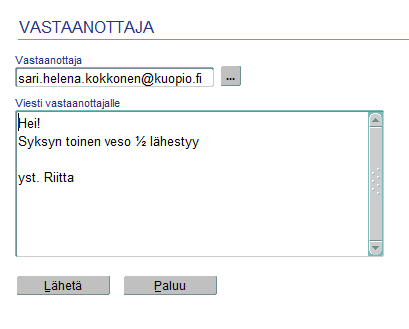 VASTAANOTTAJA
Vastaanottaja
sari.helena.kokkonen@kuopio.fi
...
Viesti vastaanottajalle
Hei!
Syksyn toinen veso ½ lähestyy
yst. Riitta
Lähetä
Paluu